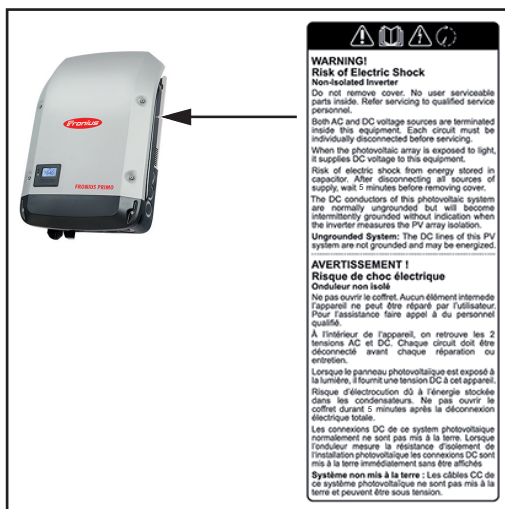 Fronius
FRONIUS PRIMO
WARNING!
Risk of Electric Shock
Non-Isolated Inverter
Do not remove cover. No user serviceable
parts inside. Refer servicing to qualified service
personnel.
Both AC and DC voltage sources are terminated
inside this equipment. Each circuit must be
individually disconnected before servicing.
When the photovoltaic array is exposed to light,
it supplies DC voltage to this equipment.
Risk of electric shock from energy stored in
capacitor. After disconnecting all sources of
supply, wait 5 minutes before removing cover.
The DC conductors of this photovoltaic system
are normally ungrounded but will become
intermittently grounded without indication when
the inverter measures the PV array isolation.
Ungrounded System: The DC lines of this PV
system are not grounded and may be energized.
AVERTISSEMENT !
Risque de choc électrique
Onduleur non isolé
Ne pas ouvrir le coffret. Aucun élément internede
l'appareil ne peut être réparé par l'utilisateur.
Pour l'assistance faire appel à du personnel
qualifié.
À l'intérieur de l'appareil, on retrouve les 2
tensions AC et DC. Chaque circuit doit être
déconnecté avant chaque réparation ou
entretien.
Lorsque le panneau photovoltaïque est exposé à
la lumière, il fournit une tension DC à cet appareil.
Risque d'électrocution dû à l'énergie stockée
dans les condensateurs. Ne pas ouvrir le
coffret durant 5 minutes après la déconnexion
électrique totale.
Les connexions DC de ce system photovoltaique
normalement ne sont pas mis à la terre. Lorsque
l'onduleur mesure la résistance d'isolement de
l'installation photovoltaïque les connexions DC sont
mis à la terre immédiatement sans être affichés
Système non mis à la terre : Les câbles CC de
ce système photovoltaïque ne sont pas mis à la
terre et peuvent être sous tension.